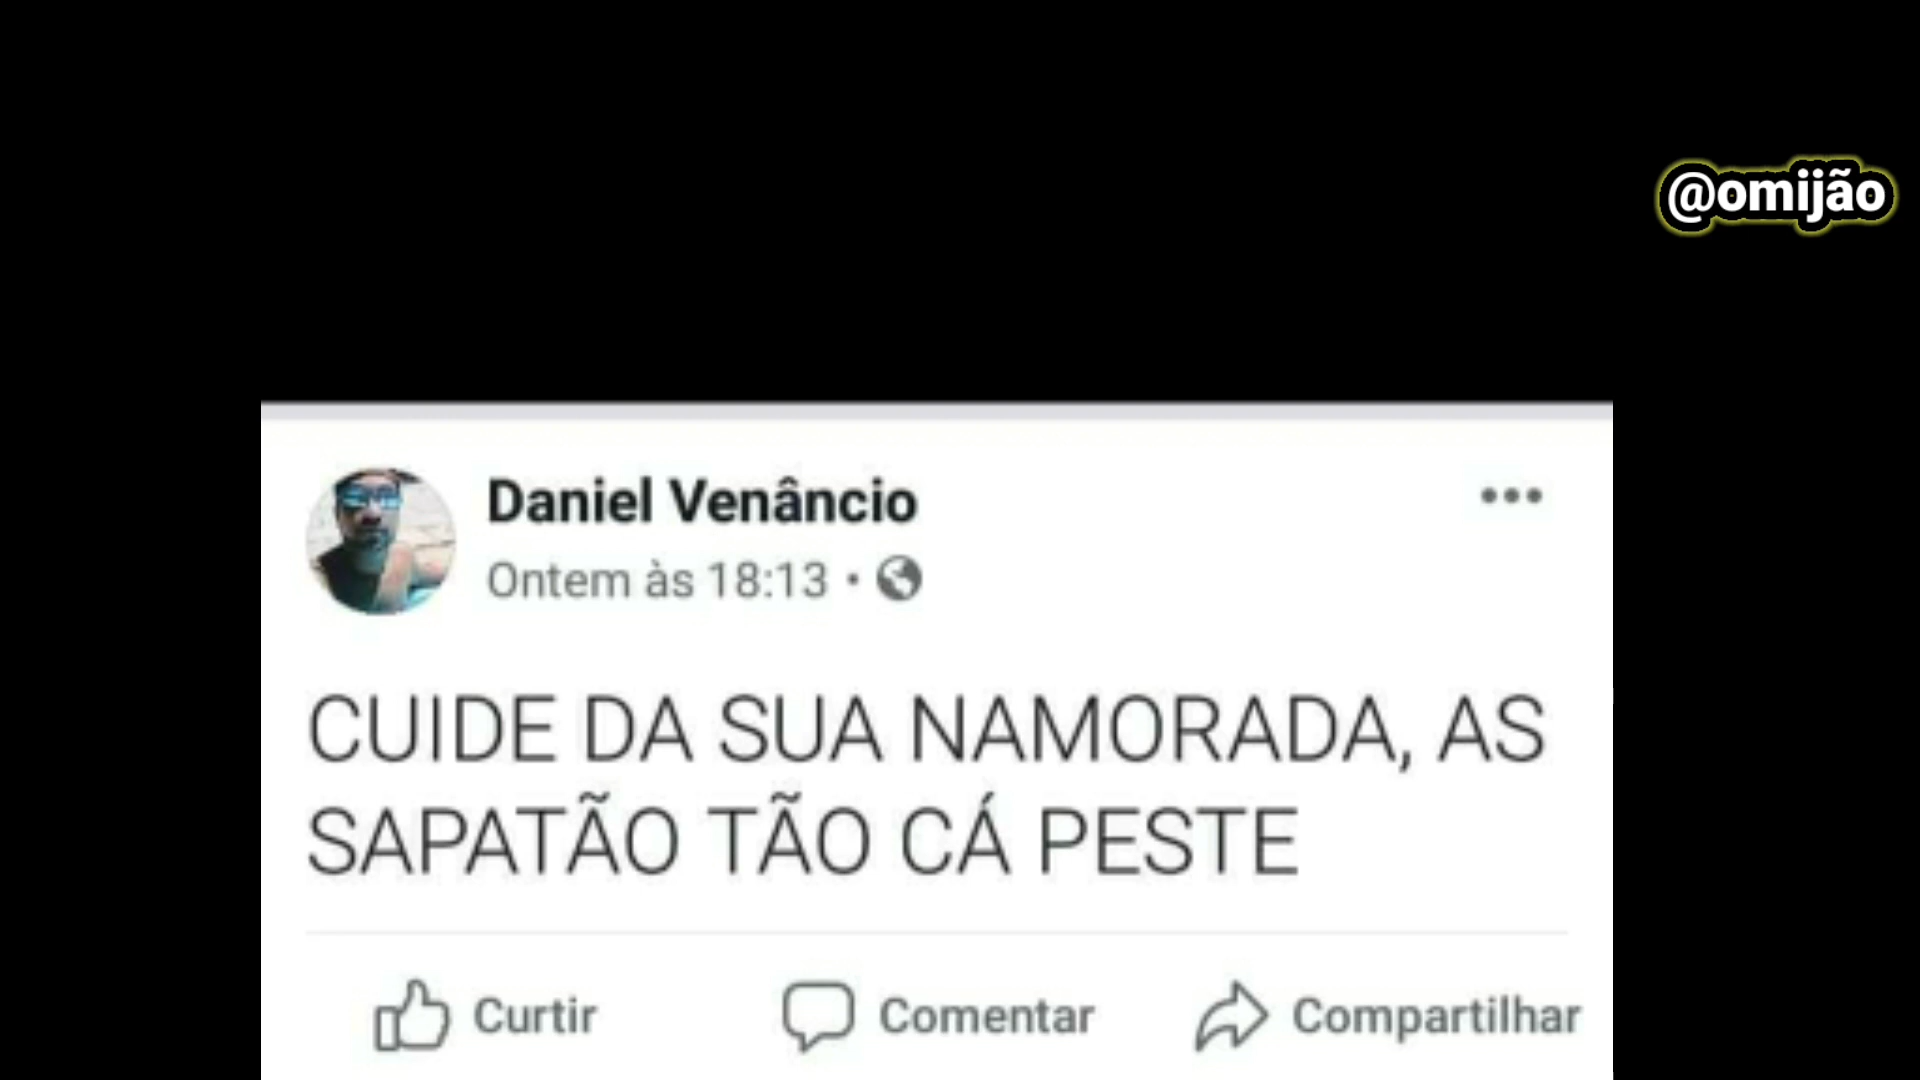 @omijão
Daniel Venâncio
Ontem às 18:13
CUIDE DA SUA NAMORADA, AS
SAPATÃO TÃO CÁ PESTE
Curtir
Comentar
Compartilhar